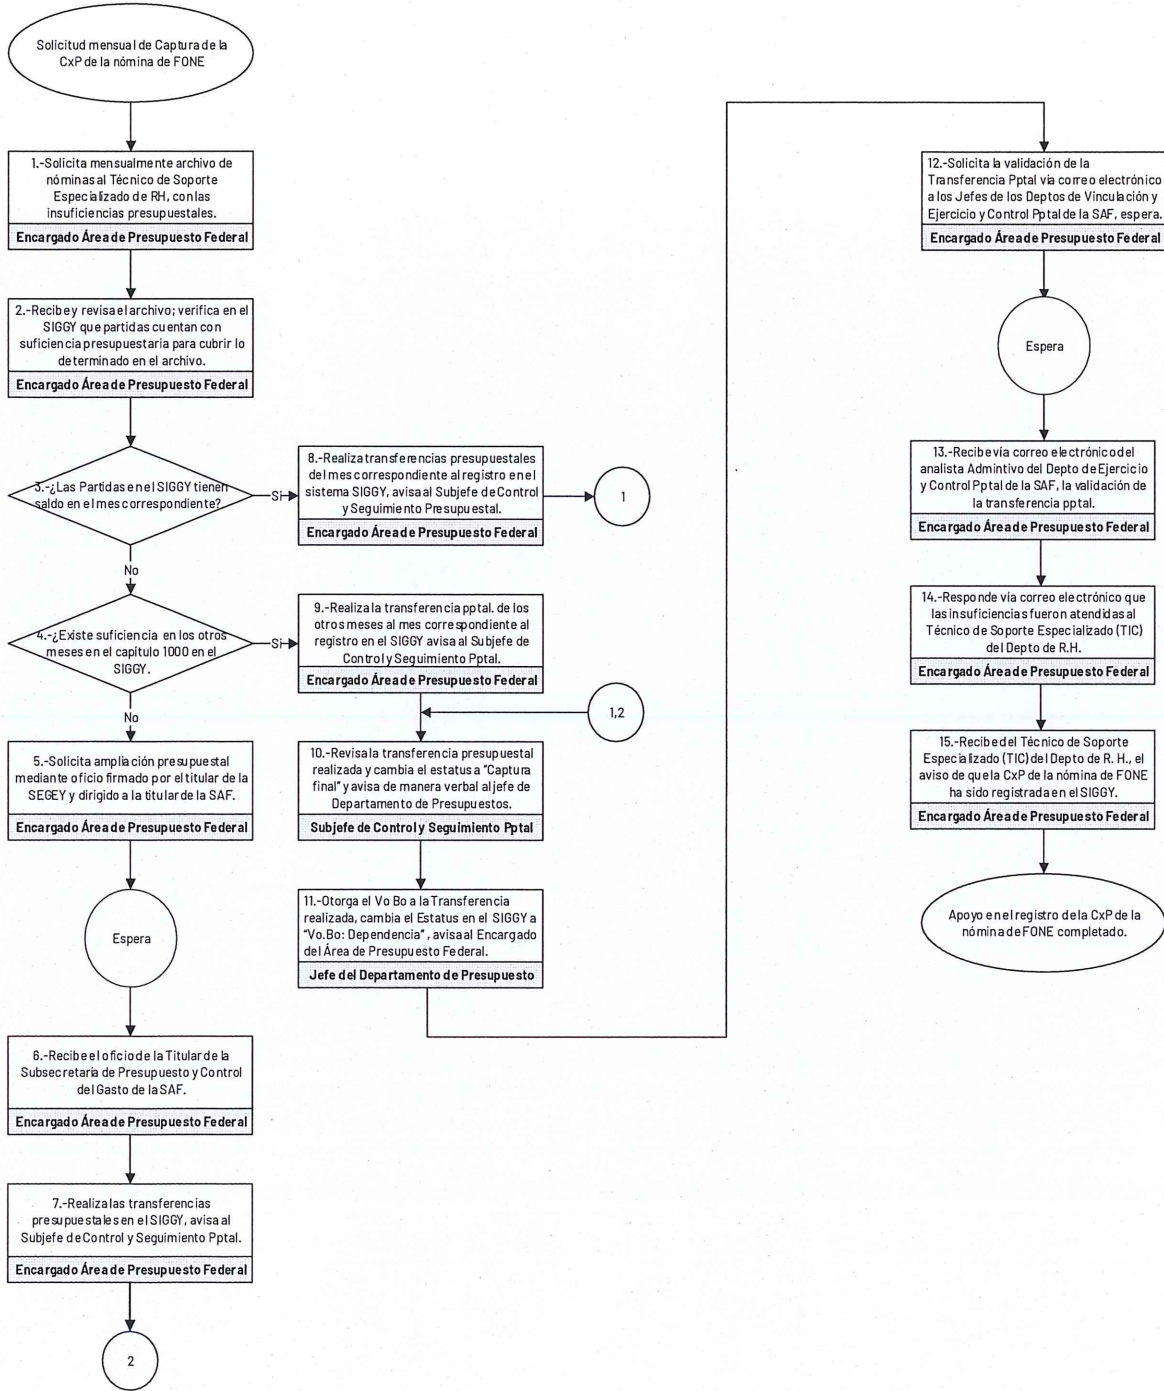 Solicitud mensual de Captura de la
CxP de la nómina de FONE
1.-Solicita mensualmente archivo de
nóminas al Técnico de Soporte
Especializado de RH, con las
insuficiencias presupuestales.
Encargado Área de Presupuesto Federal
2.-Recibe y revisa el archivo; verifica en el
SIGGY que partidas cuentan con
suficiencia presupuestaria para cubrir lo
determinado en el archivo.
Encargado Área de Presupuesto Federal
3.-¿Las Partidas en el SIGGY tienen
saldo en el mes correspondiente?
Si
No
4.-¿Existe suficiencia en los otros
meses en el capítulo 1000 en el
SIGGY.
Si
No
5.-Solicita ampliación presupuestal
mediante oficio firmado por el titular de la
SEGEY y dirigido a la titular de la SAF.
Encargado Área de Presupuesto Federal
Espera
6.-Recibe el oficio de la Titular de la
Subsecretaría de Presupuesto y Control
del Gasto de la SAF.
Encargado Área de Presupuesto Federal
7.-Realiza las transferencias
presupuestales en el SIGGY, avisa al
Subjefe de Control y Seguimiento Pptal.
Encargado Área de Presupuesto Federal
2
8.-Realiza transferencias presupuestales
del mes correspondiente al registro en el
sistema SIGGY, avisa al Subjefe de Control
y Seguimiento Presupuestal.
Encargado Área de Presupuesto Federal
1
9.-Realiza la transferencia pptal. de los
otros meses al mes correspondiente al
registro en el SIGGY avisa al Subjefe de
Control y Seguimiento Pptal.
Encargado Área de Presupuesto Federal
1,2
10.-Revisa la transferencia presupuestal
realizada y cambia el estatus a "Captura
final" y avisa de manera verbal al jefe de
Departamento de Presupuestos.
Subjefe de Control y Seguimiento Pptal
11.-Otorga el Vo Bo a la Transferencia
realizada, cambia el Estatus en el SIGGY a
"Vo.Bo: Dependencia", avisa al Encargado
del Área de Presupuesto Federal.
Jefe del Departamento de Presupuesto
12.-Solicita la validación de la
Transferencia Pptal vía correo electrónico
a los Jefes de los Deptos de Vinculación y
Ejercicio y Control Pptal de la SAF, espera.
Encargado Área de Presupuesto Federal
Espera
13.-Recibe vía correo electrónico del
analista Admintivo del Depto de Ejercicio
y Control Pptal de la SAF, la validación de
la transferencia pptal.
Encargado Área de Presupuesto Federal
14.-Responde vía correo electrónico que
las insuficiencias fueron atendidas al
Técnico de Soporte Especializado (TIC)
del Depto de R.H.
Encargado Área de Presupuesto Federal
15.-Recibe del Técnico de Soporte
Especializado (TIC) del Depto de R. H., el
aviso de que la CxP de la nómina de FONE
ha sido registrada en el SIGGY.
Encargado Área de Presupuesto Federal
Apoyo en el registro de la CxP de la
nómina de FONE completado.